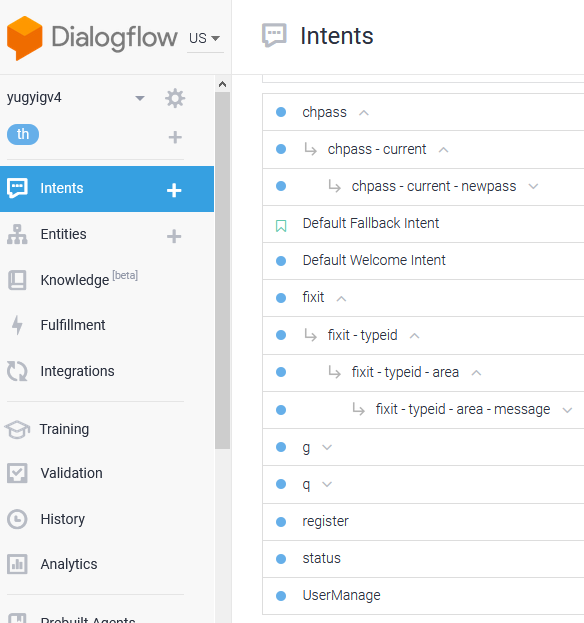 Dialogflow
US
Intents
yugyigv4
th
Intents
Entities
Knowledge [beta]
Fulfillment
Integrations
Training
Validation
History
Analytics
Prebuilt Agents
chpass
chpass - current
chpass - current - newpass
Default Fallback Intent
Default Welcome Intent
fixit
fixit - typeid
fixit - typeid - area
fixit - typeid - area - message
g
q
register
status
UserManage